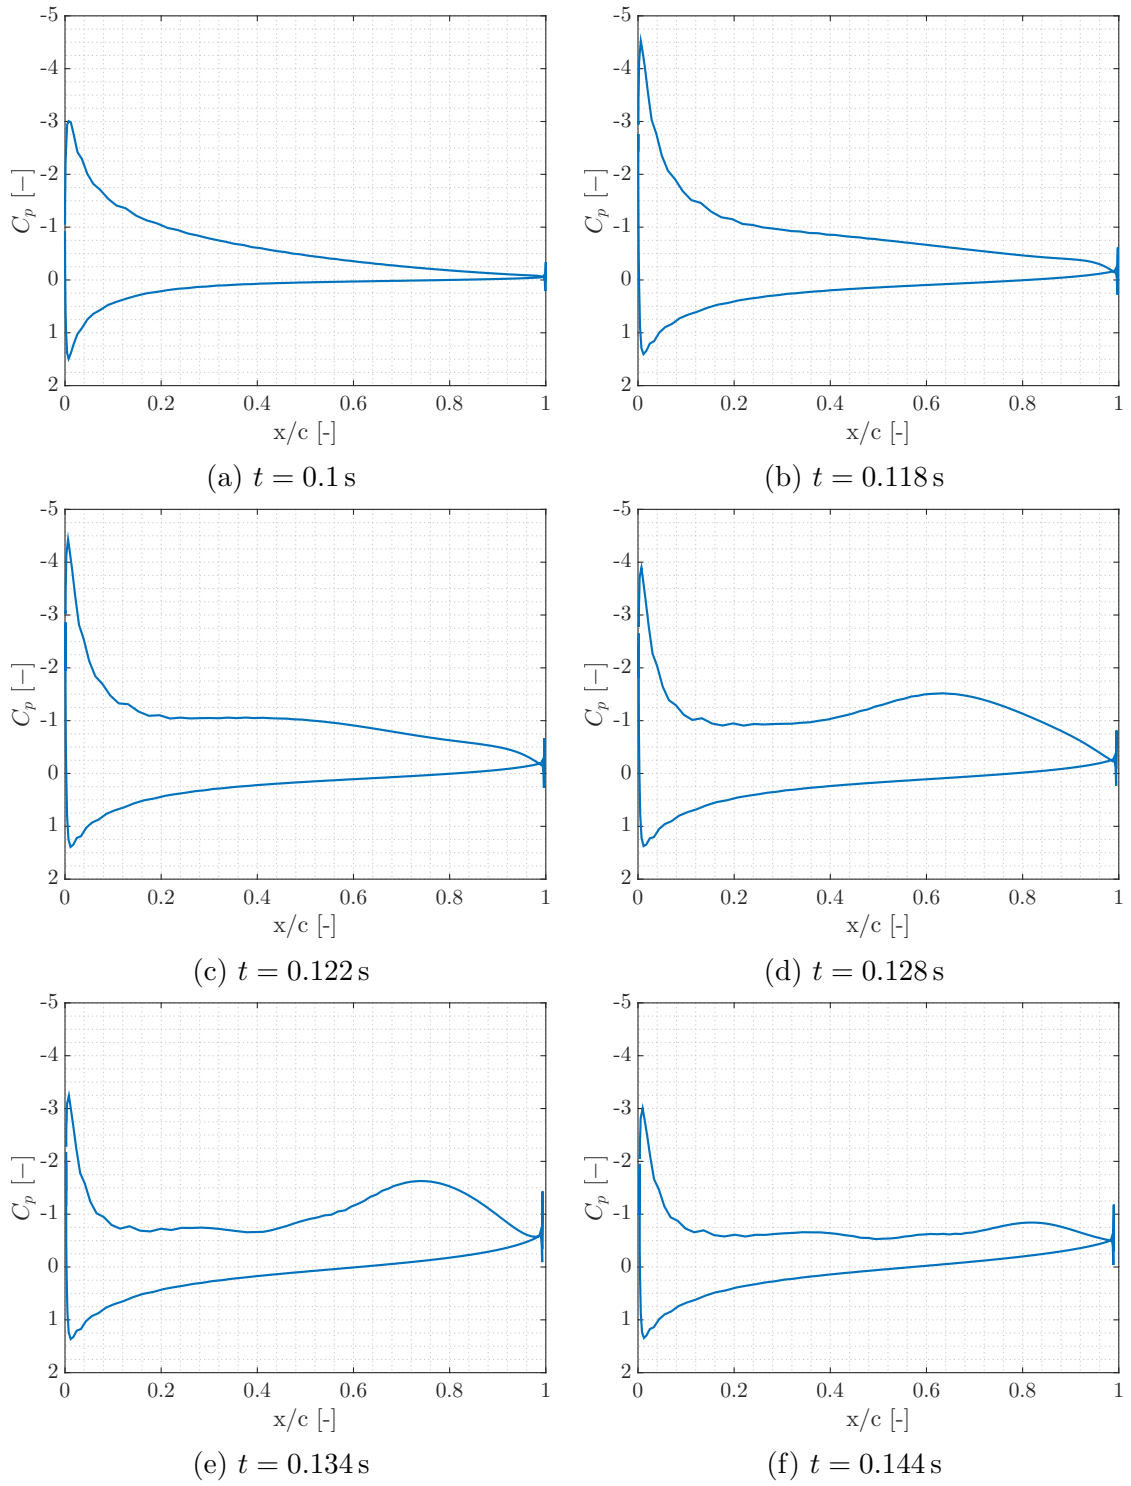 -5
-4
-3
-2
-1
0
1
2
C_p [−]
0 0.2 0.4 0.6 0.8 1
x/c [-]
(a) t = 0.1 s
-5
-4
-3
-2
-1
0
1
2
C_p [−]
0 0.2 0.4 0.6 0.8 1
x/c [-]
(b) t = 0.118 s
-5
-4
-3
-2
-1
0
1
2
C_p [−]
0 0.2 0.4 0.6 0.8 1
x/c [-]
(c) t = 0.122 s
-5
-4
-3
-2
-1
0
1
2
C_p [−]
0 0.2 0.4 0.6 0.8 1
x/c [-]
(d) t = 0.128 s
-5
-4
-3
-2
-1
0
1
2
C_p [−]
0 0.2 0.4 0.6 0.8 1
x/c [-]
(e) t = 0.134 s
-5
-4
-3
-2
-1
0
1
2
C_p [−]
0 0.2 0.4 0.6 0.8 1
x/c [-]
(f) t = 0.144 s